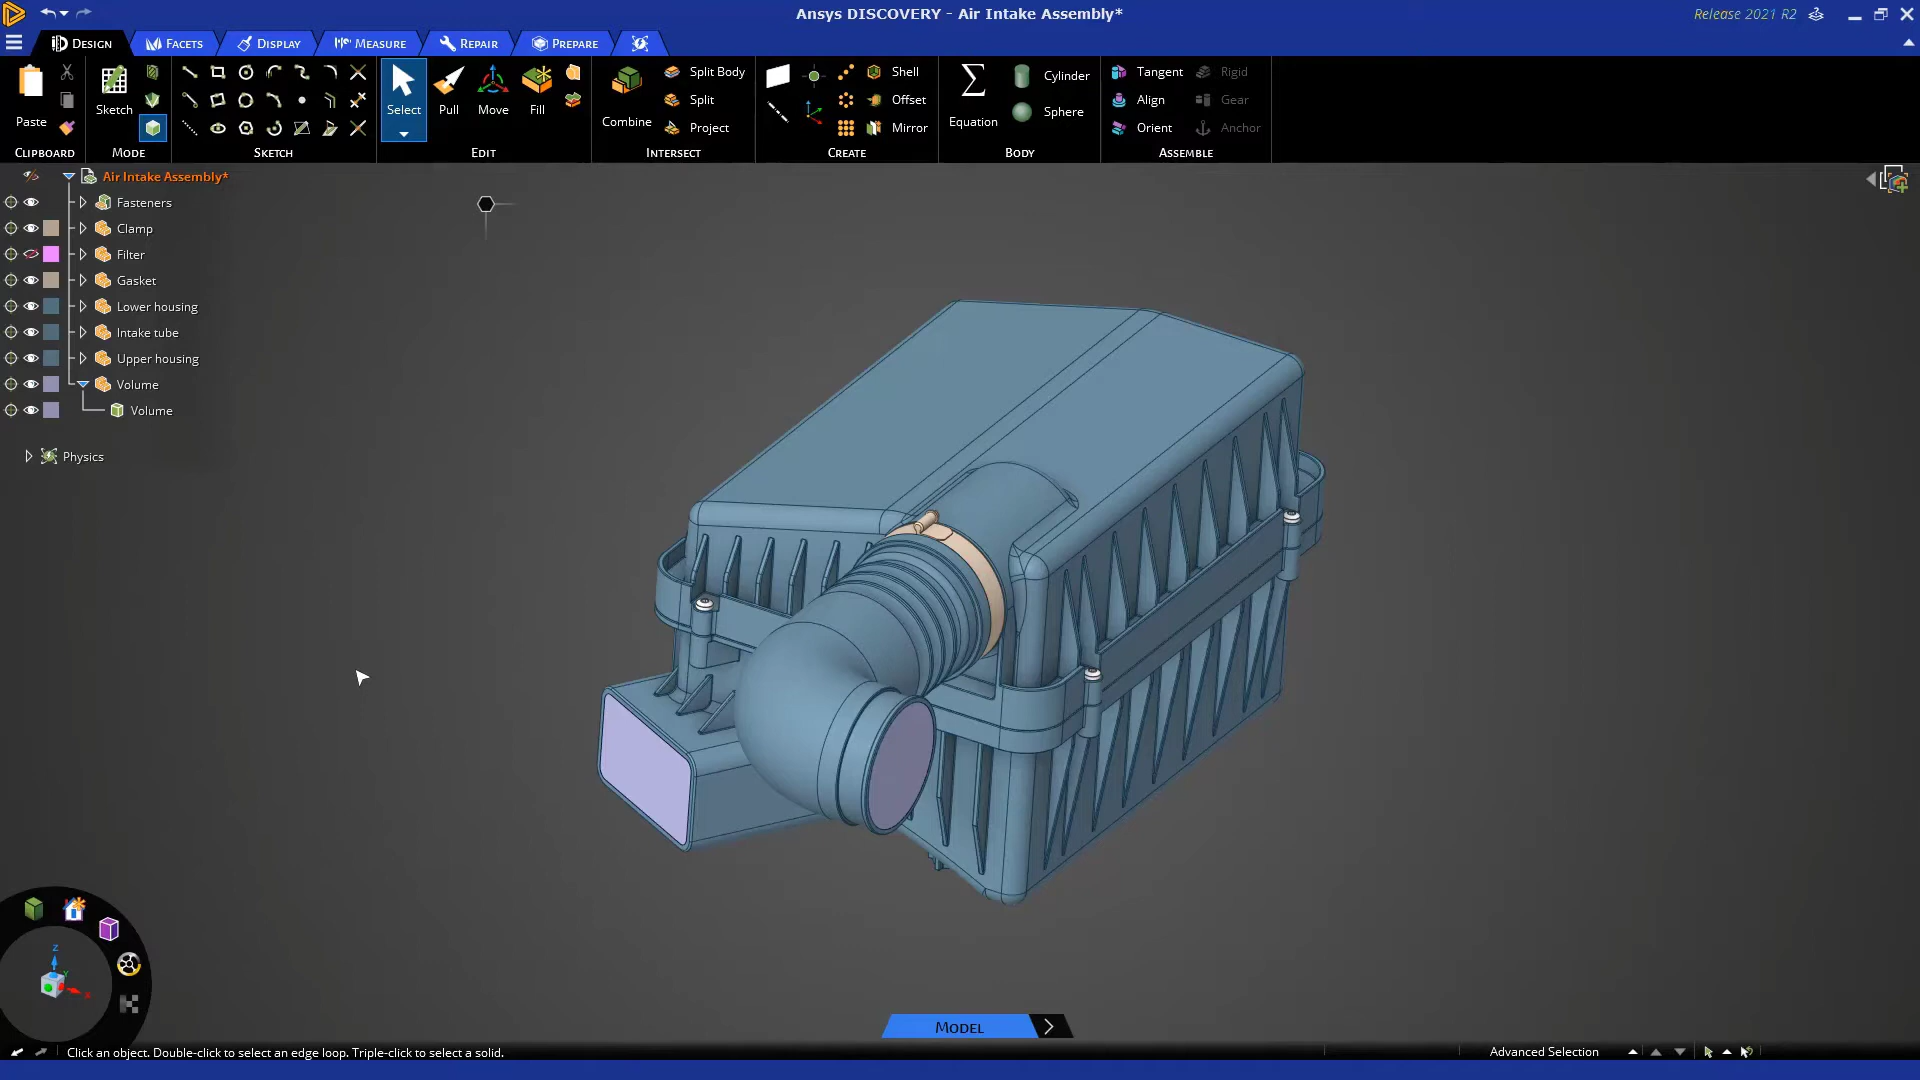 Ansys DISCOVERY - Air Intake Assembly*
Release 2021 R2
DESIGN FACETS DISPLAY MEASURE REPAIR PREPARE
Paste
CLIPBOARD
Sketch
MODE
SKETCH
Select Pull Move Fill
EDIT
Combine
Split Body
Split
Project
INTERSECT
Shell
Offset
Mirror
CREATE
Equation
Cylinder
Sphere
BODY
Tangent Rigid
Align Gear
Orient Anchor
ASSEMBLE
Air Intake Assembly*
Fasteners
Clamp
Filter
Gasket
Lower housing
Intake tube
Upper housing
Volume
Volume
Physics
Z
Y
X
MODEL
Click an object. Double-click to select an edge loop. Triple-click to select a solid.
Advanced Selection